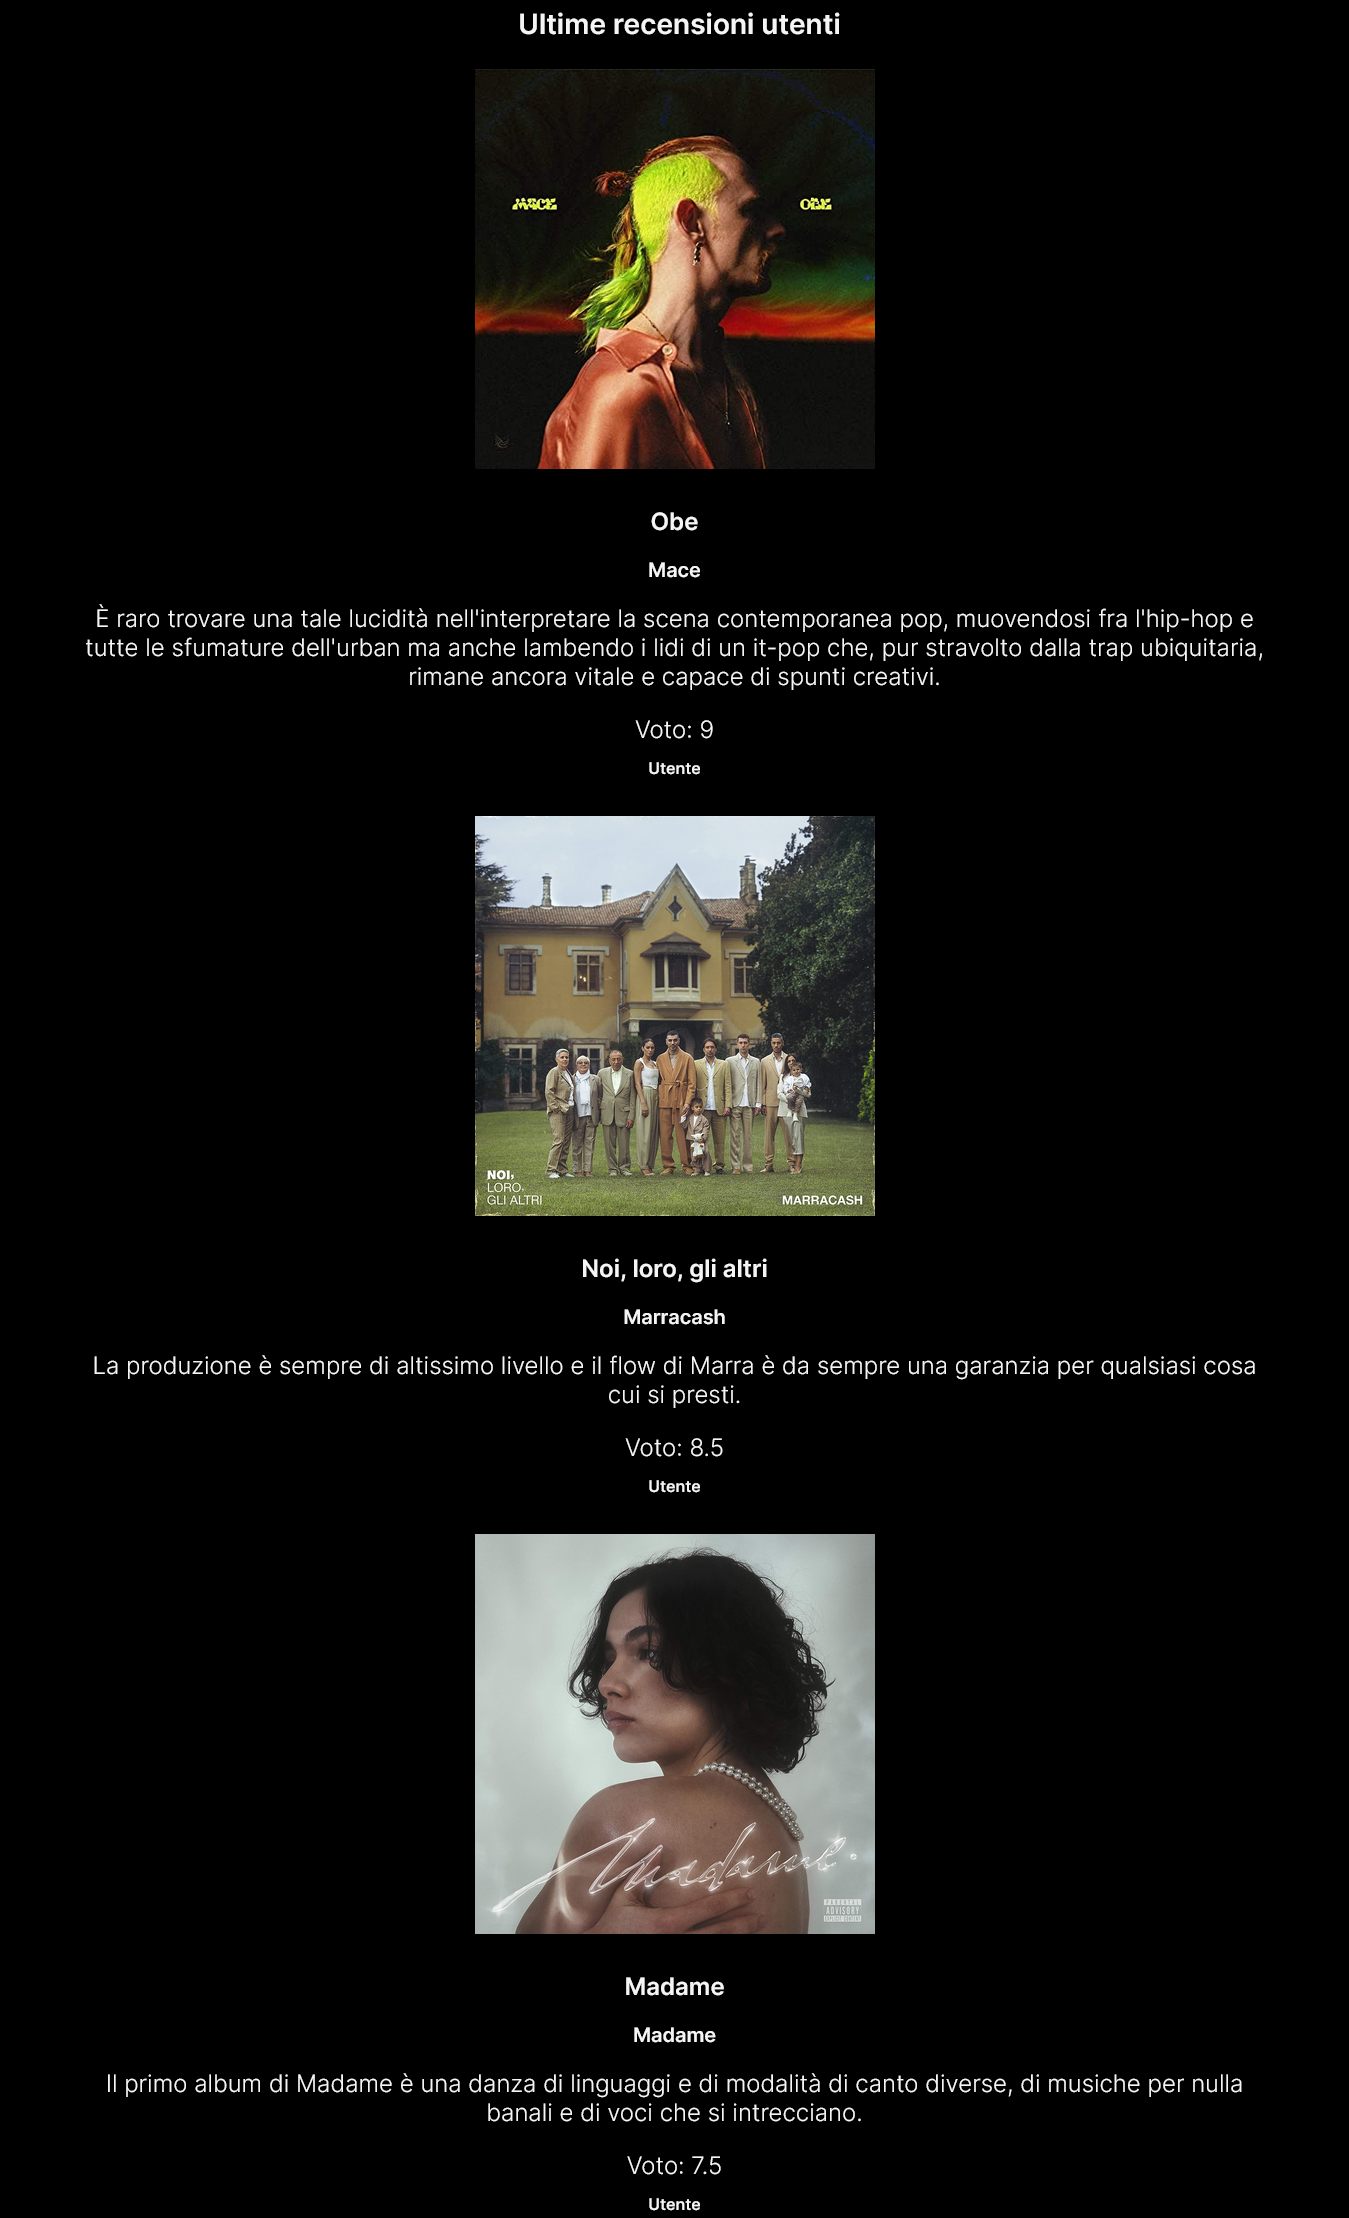 Ultime recensioni utenti
MACE
OBE
Obe
Mace
È raro trovare una tale lucidità nell'interpretare la scena contemporanea pop, muovendosi fra l'hip-hop e
tutte le sfumature dell'urban ma anche lambendo i lidi di un it-pop che, pur stravolto dalla trap ubiquitaria,
rimane ancora vitale e capace di spunti creativi.
Voto: 9
Utente
NOI,
LORO,
GLI ALTRI
MARRACASH
Noi, loro, gli altri
Marracash
La produzione è sempre di altissimo livello e il flow di Marra è da sempre una garanzia per qualsiasi cosa
cui si presti.
Voto: 8.5
Utente
Madame
PARENTAL
ADVISORY
EXPLICIT CONTENT
Madame
Madame
Il primo album di Madame è una danza di linguaggi e di modalità di canto diverse, di musiche per nulla
banali e di voci che si intrecciano.
Voto: 7.5
Utente